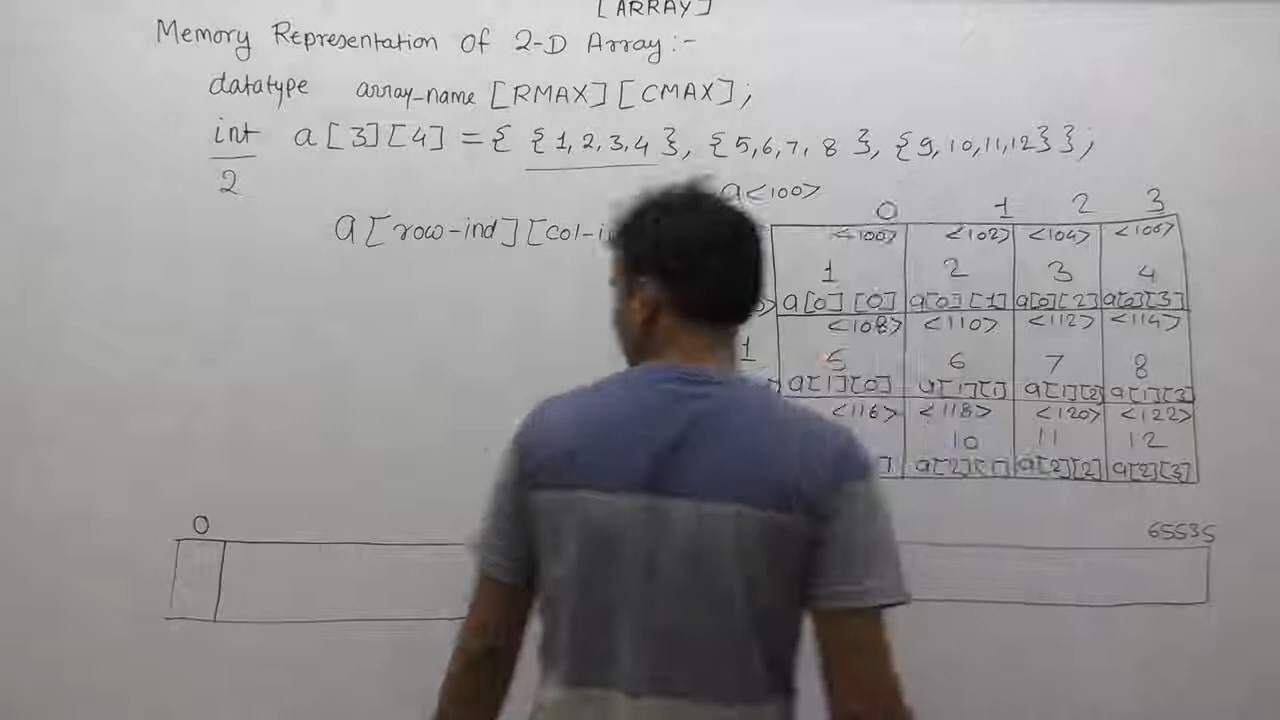 [ARRAY]
Memory Representation Of 2-D Array:-
datatype array-name [RMAX][CMAX];
int a[3][4] = { {1,2,3,4 }, {5,6,7,8 }, {9,10,11,12} };
2
a<100>
a[row-ind][col-
0 1 2 3
<100> <102> <104> <106>
1 2 3 4
a[0][0] a[0][1] a[0][2] a[0][3]
<108> <110> <112> <114>
1 5 6 7 8
a[1][0] a[1][1] a[1][2] a[1][3]
<116> <118> <120> <122>
10 11 12
] a[2][1] a[2][2] a[2][3]
0 65535